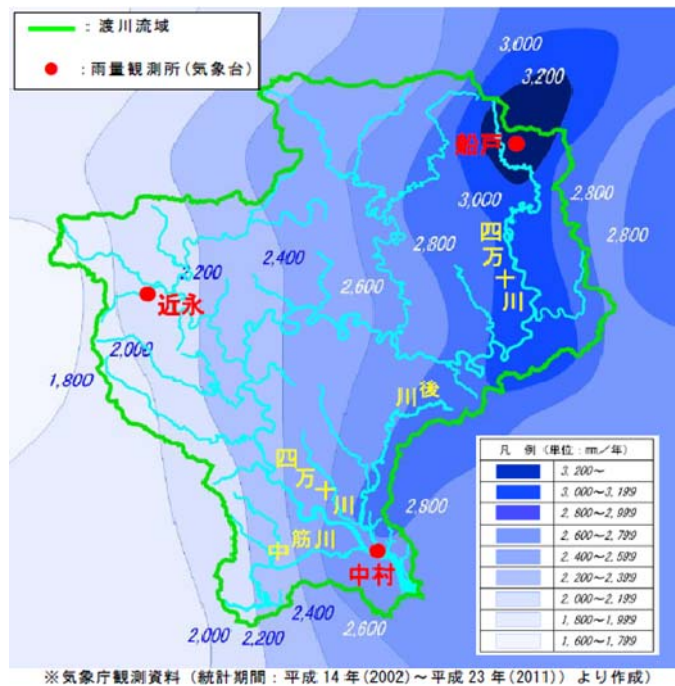 : 渡川流域
: 雨量観測所(気象台)
3,000
3,200
船戸
2,800
3,000
2,800
2,800
四万十川
2,400
2,200
2,600
近永
2,000
1,800
川後
四万十川
2,800
中筋川
中村
2,400
2,600
2,000
2,200
凡 例 (単位:mm/年)
3,200~
3,000~3,199
2,800~2,999
2,600~2,799
2,400~2,599
2,200~2,399
2,000~2,199
1,800~1,999
1,600~1,799
※気象庁観測資料(統計期間:平成14年(2002)~平成23年(2011))より作成)